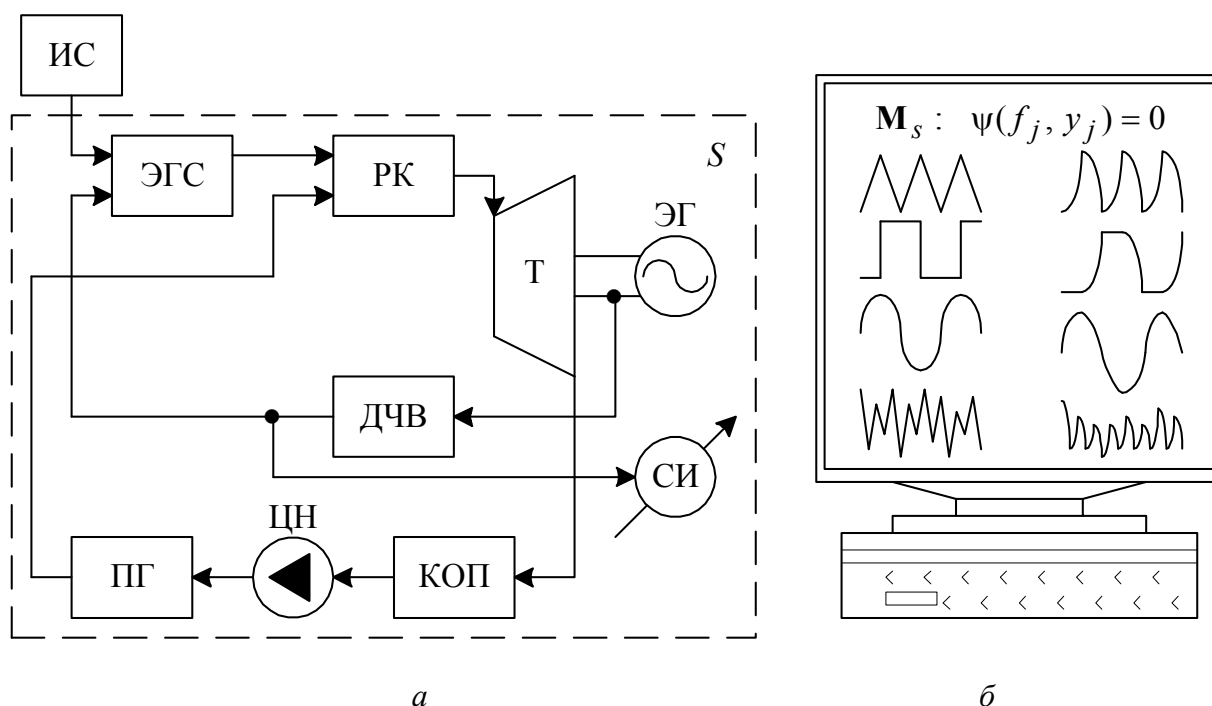 ИС
S
ЭГС
РК
ЭГ
Т
ДЧВ
СИ
ЦН
ПГ
КОП
M_s : ψ(f_j, y_j) = 0
а
б